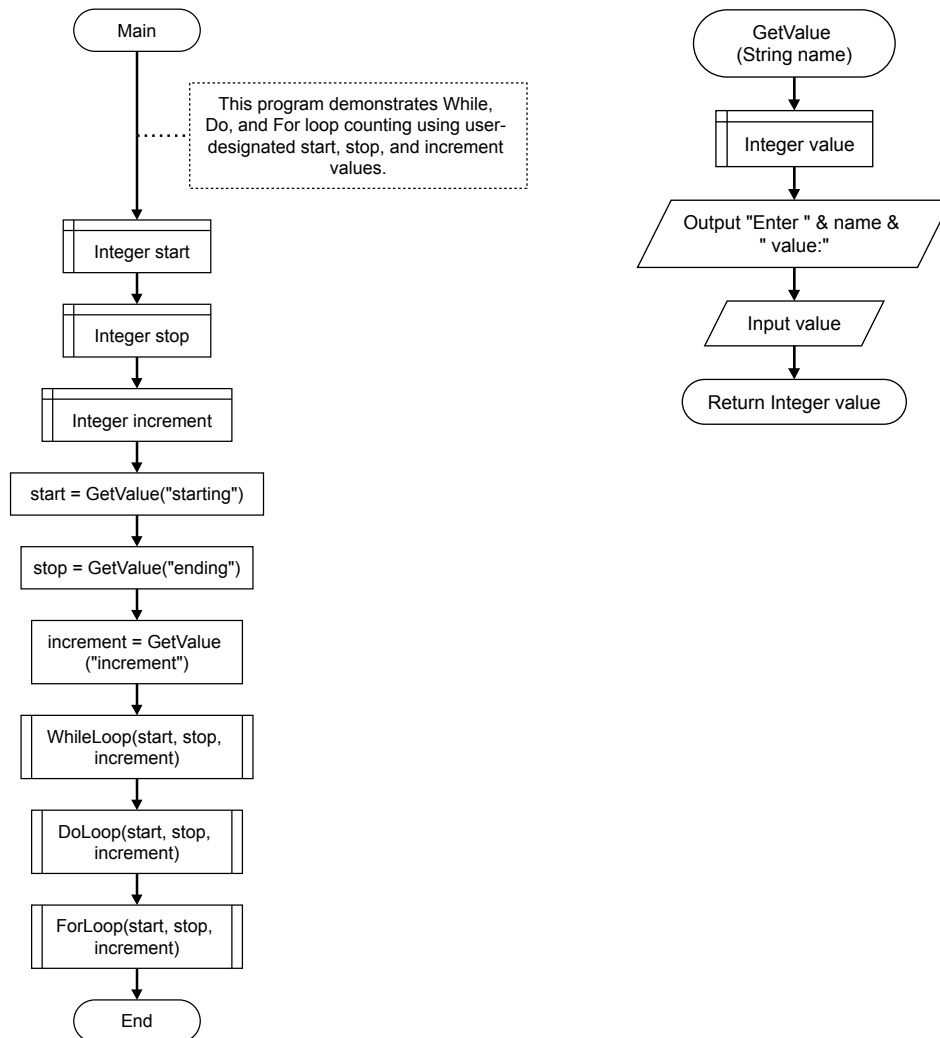 Main
This program demonstrates While,
Do, and For loop counting using user-
designated start, stop, and increment
values.
Integer start
Integer stop
Integer increment
start = GetValue("starting")
stop = GetValue("ending")
increment = GetValue
("increment")
WhileLoop(start, stop,
increment)
DoLoop(start, stop,
increment)
ForLoop(start, stop,
increment)
End
GetValue
(String name)
Integer value
Output "Enter " & name &
" value:"
Input value
Return Integer value